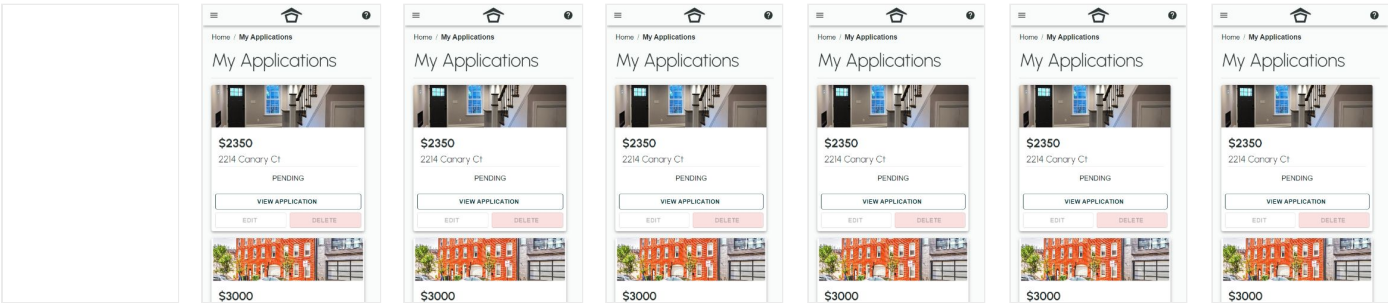 Home / My Applications
My Applications
$2350
2214 Canary Ct
PENDING
VIEW APPLICATION
EDIT DELETE
$3000
Home / My Applications
My Applications
$2350
2214 Canary Ct
PENDING
VIEW APPLICATION
EDIT DELETE
$3000
Home / My Applications
My Applications
$2350
2214 Canary Ct
PENDING
VIEW APPLICATION
EDIT DELETE
$3000
Home / My Applications
My Applications
$2350
2214 Canary Ct
PENDING
VIEW APPLICATION
EDIT DELETE
$3000
Home / My Applications
My Applications
$2350
2214 Canary Ct
PENDING
VIEW APPLICATION
EDIT DELETE
$3000
Home / My Applications
My Applications
$2350
2214 Canary Ct
PENDING
VIEW APPLICATION
EDIT DELETE
$3000